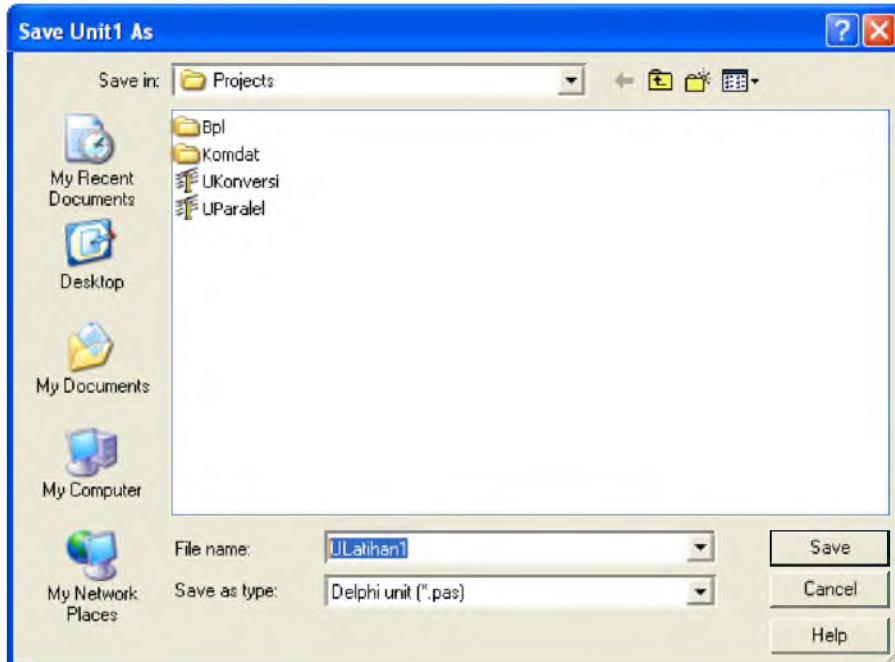 Save Unit1 As
Save in:
Projects
Bpl
Komdat
UKonversi
UParalel
My Recent
Documents
Desktop
My Documents
My Computer
My Network
Places
File name:
ULatihan1
Save
Save as type:
Delphi unit (*.pas)
Cancel
Help